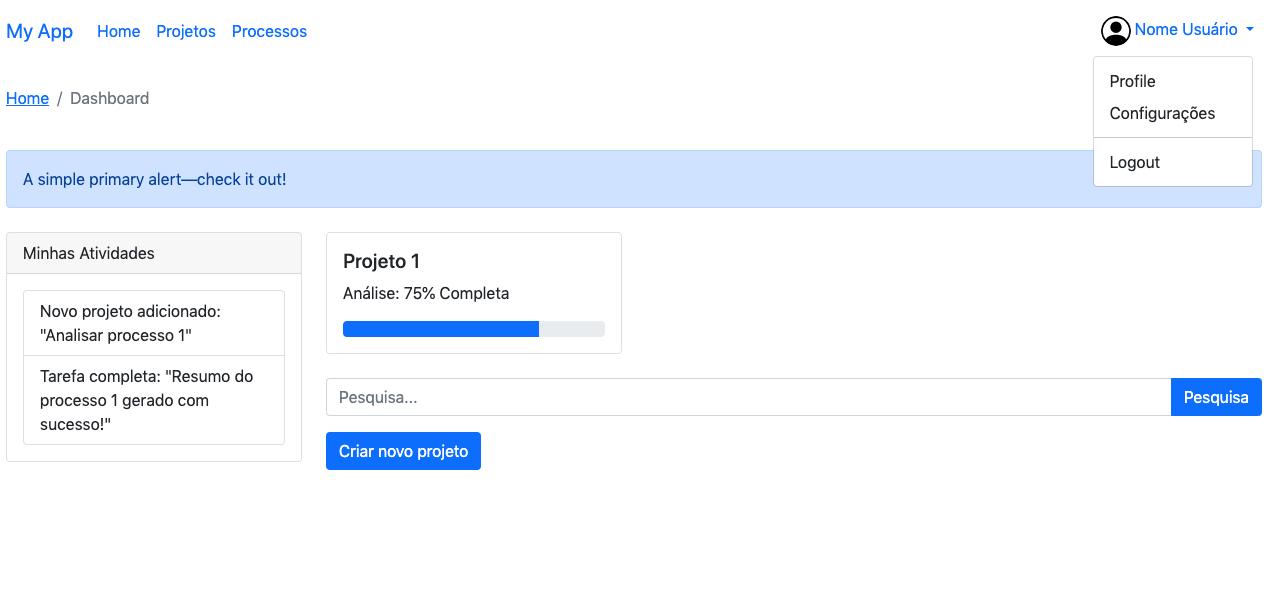 My App Home Projetos Processos Nome Usuário
Profile
Configurações
Logout
Home / Dashboard
A simple primary alert—check it out!
Minhas Atividades
Novo projeto adicionado:
"Analisar processo 1"
Tarefa completa: "Resumo do
processo 1 gerado com
sucesso!"
Projeto 1
Análise: 75% Completa
Pesquisa... Pesquisa
Criar novo projeto